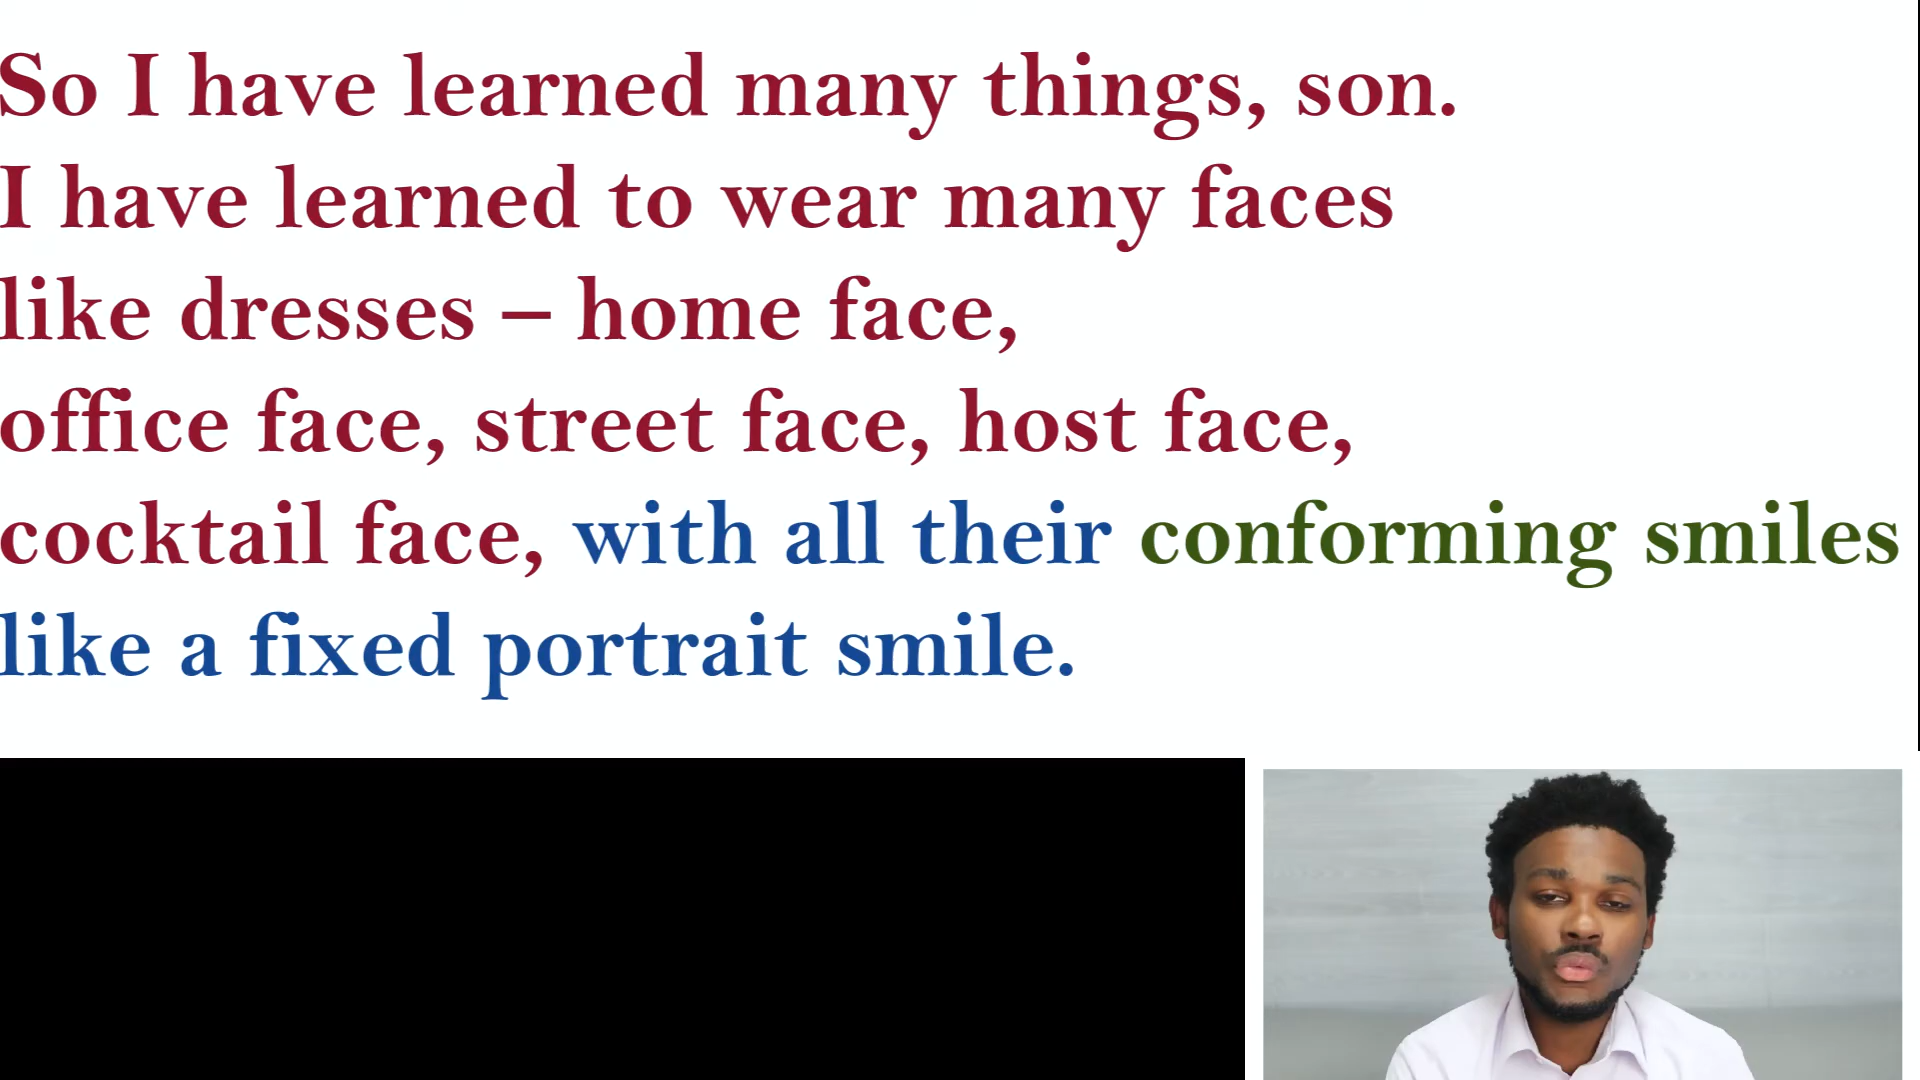 So I have learned many things, son.
I have learned to wear many faces
like dresses – home face,
office face, street face, host face,
cocktail face, with all their conforming smiles
like a fixed portrait smile.